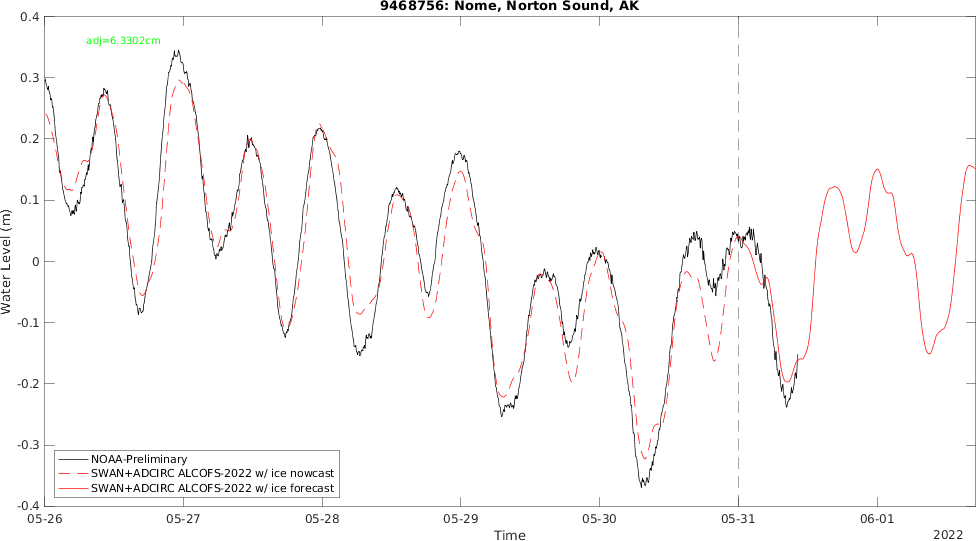 9468756: Nome, Norton Sound, AK
adj=6.3302cm
0.4
0.3
0.2
0.1
0
-0.1
-0.2
-0.3
-0.4
Water Level (m)
NOAA-Preliminary
SWAN+ADCIRC ALCOFS-2022 w/ ice nowcast
SWAN+ADCIRC ALCOFS-2022 w/ ice forecast
05-26 05-27 05-28 05-29 05-30 05-31 06-01
Time
2022